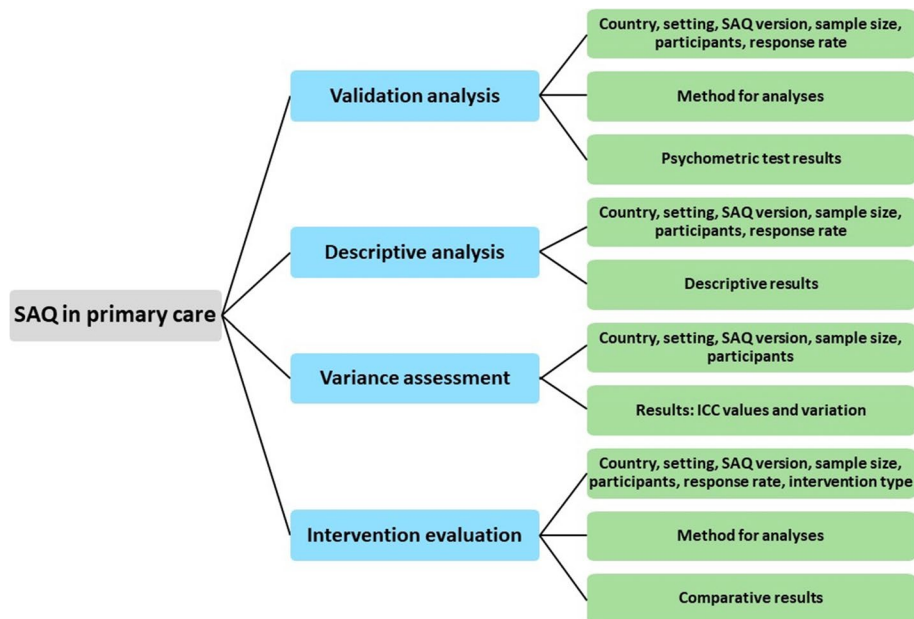 SAQ in primary care
Validation analysis
Country, setting, SAQ version, sample size,
participants, response rate
Method for analyses
Psychometric test results
Descriptive analysis
Country, setting, SAQ version, sample size,
participants, response rate
Descriptive results
Variance assessment
Country, setting, SAQ version, sample size,
participants
Results: ICC values and variation
Intervention evaluation
Country, setting, SAQ version, sample size,
participants, response rate, intervention type
Method for analyses
Comparative results